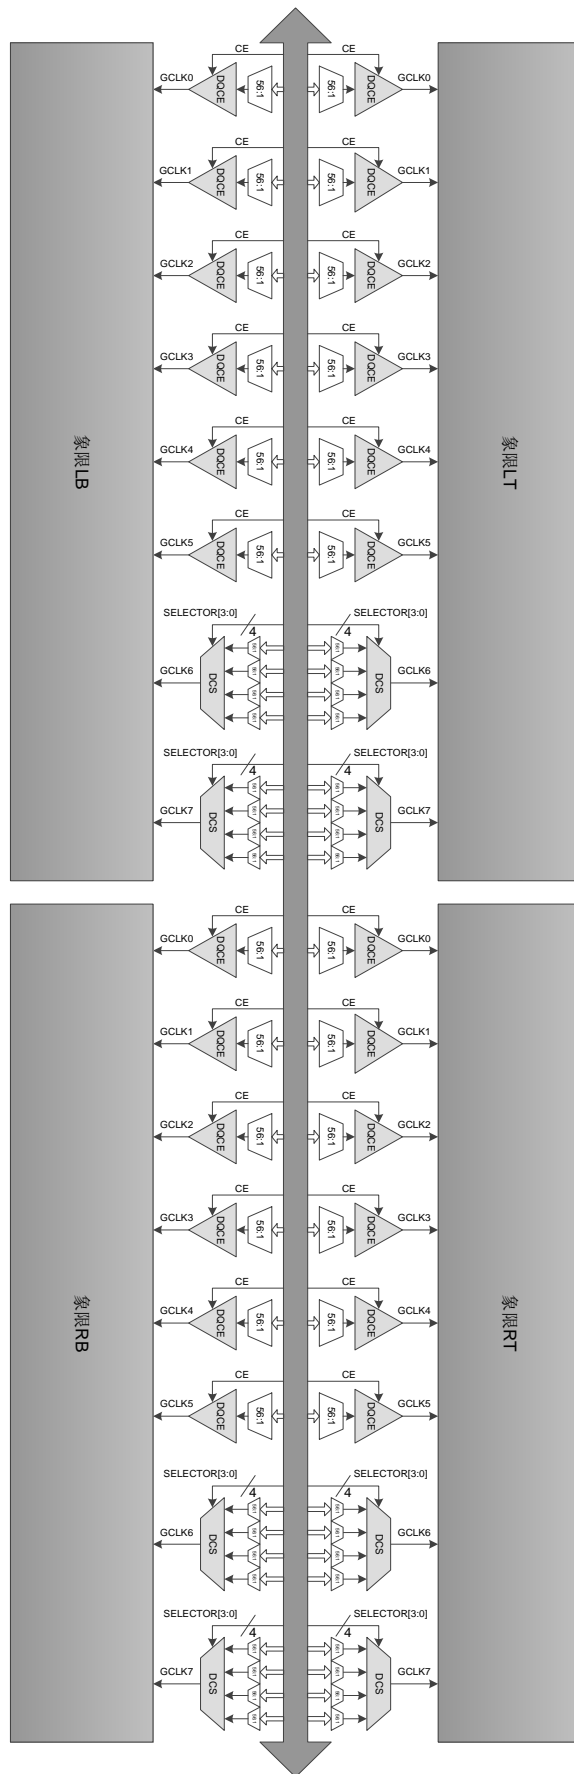 CE CE
GCLK0 DQCE 56:1 56:1 DQCE GCLK0
CE CE
GCLK1 DQCE 56:1 56:1 DQCE GCLK1
CE CE
GCLK2 DQCE 56:1 56:1 DQCE GCLK2
CE CE
GCLK3 DQCE 56:1 56:1 DQCE GCLK3
CE CE
GCLK4 DQCE 56:1 56:1 DQCE GCLK4
象限LB
象限LT
CE CE
GCLK5 DQCE 56:1 56:1 DQCE GCLK5
SELECTOR[3:0] SELECTOR[3:0]
4 4
GCLK6 DCS DCS GCLK6
SELECTOR[3:0] SELECTOR[3:0]
4 4
GCLK7 DCS DCS GCLK7
CE CE
GCLK0 DQCE 56:1 56:1 DQCE GCLK0
CE CE
GCLK1 DQCE 56:1 56:1 DQCE GCLK1
CE CE
GCLK2 DQCE 56:1 56:1 DQCE GCLK2
CE CE
GCLK3 DQCE 56:1 56:1 DQCE GCLK3
CE CE
GCLK4 DQCE 56:1 56:1 DQCE GCLK4
象限RB
象限RT
CE CE
GCLK5 DQCE 56:1 56:1 DQCE GCLK5
SELECTOR[3:0] SELECTOR[3:0]
4 4
GCLK6 DCS DCS GCLK6
SELECTOR[3:0] SELECTOR[3:0]
4 4
GCLK7 DCS DCS GCLK7